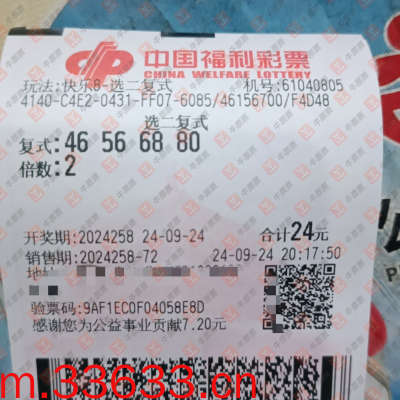 中国福利彩票
CHINA WELFARE LOTTERY
玩法:快乐8-选二复式 机号:61040805
4140-C4E2-0431-FF07-6085/46156700/F4D48
选二复式
复式:46 56 68 80
倍数:2
开奖期:2024258 24-09-24 合计24元
销售期:2024258-72 24-09-24 20:17:50
地址:
验票码:9AF1EC0F04058E8D
感谢您为公益事业贡献7.20元
m.33633.cn